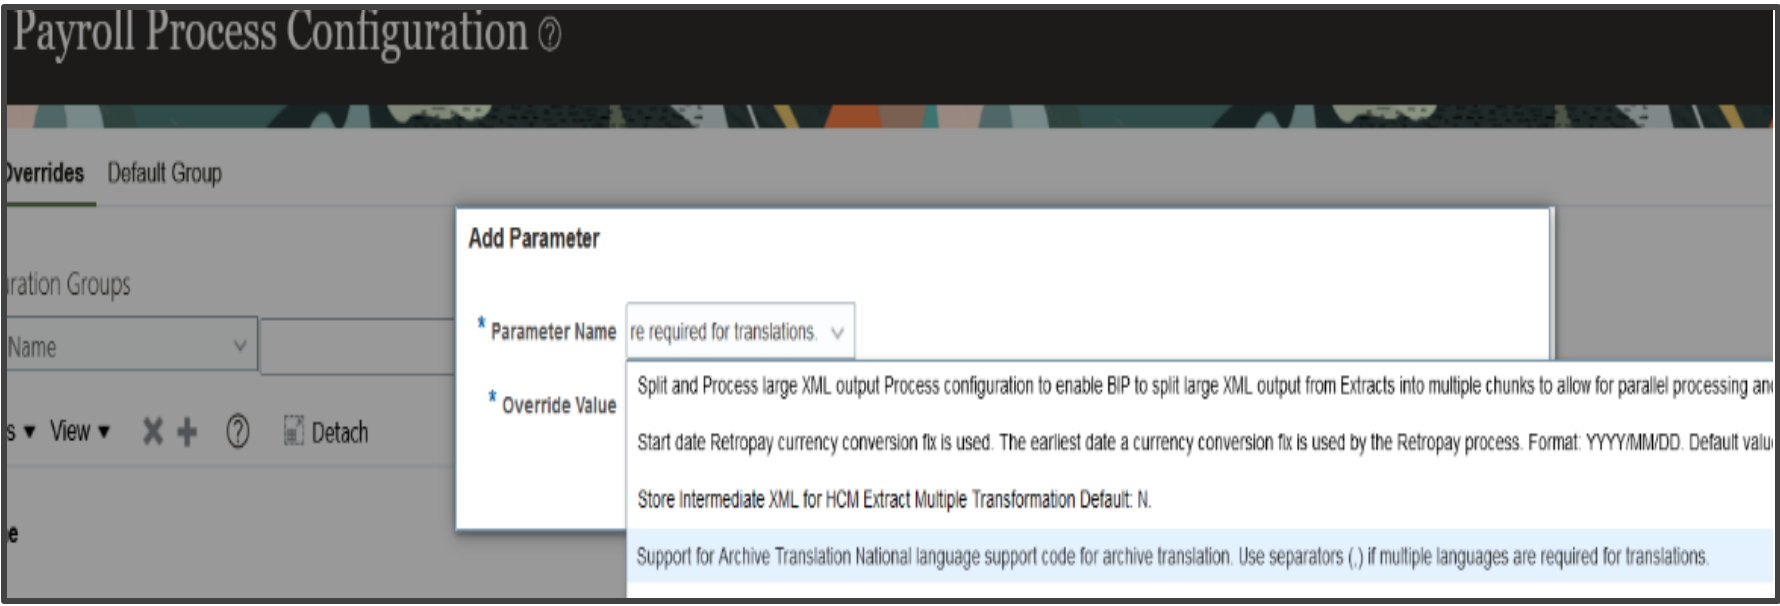 Payroll Process Configuration ?
Overrides Default Group
Add Parameter
uration Groups
* Parameter Name re required for translations.
Name
Split and Process large XML output Process configuration to enable BIP to split large XML output from Extracts into multiple chunks to allow for parallel processing and
* Override Value
s View ? Detach
Start date Retropay currency conversion fix is used. The earliest date a currency conversion fix is used by the Retropay process. Format: YYYY/MM/DD. Default valu
Store Intermediate XML for HCM Extract Multiple Transformation Default: N.
e
Support for Archive Translation National language support code for archive translation. Use separators (,) if multiple languages are required for translations.